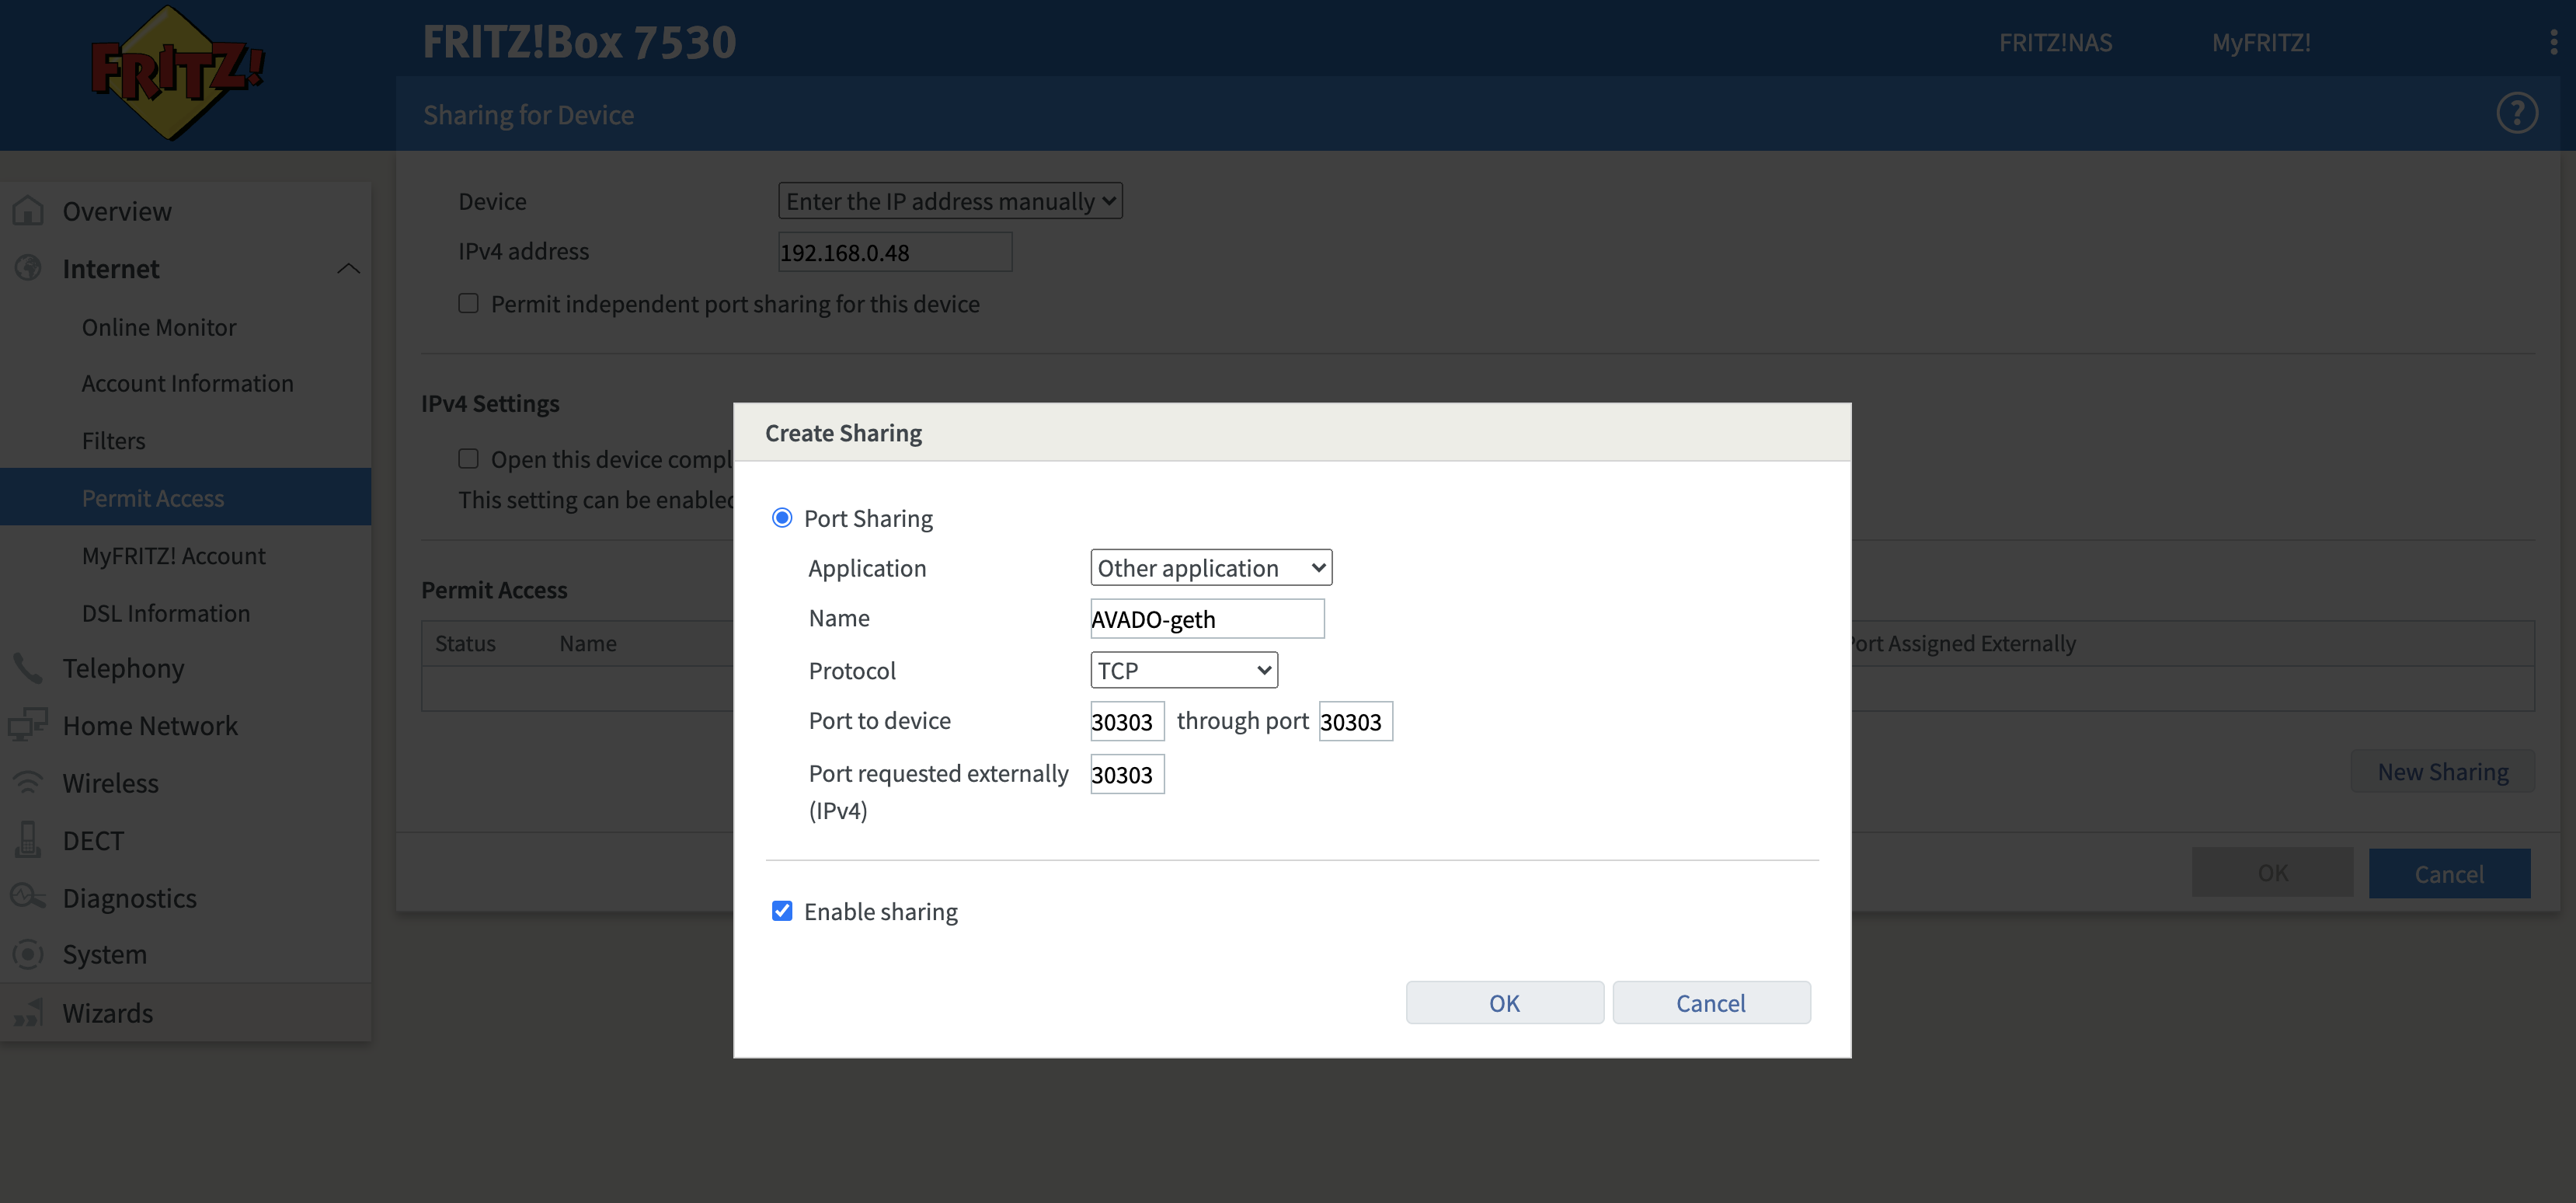 FRITZ!
FRITZ!Box 7530
FRITZ!NAS
MyFRITZ!
Sharing for Device
?
Overview
Internet
Online Monitor
Account Information
Filters
Permit Access
MyFRITZ! Account
DSL Information
Telephony
Home Network
Wireless
DECT
Diagnostics
System
Wizards
Device Enter the IP address manually
IPv4 address 192.168.0.48
Permit independent port sharing for this device
IPv4 Settings
Open this device compl
This setting can be enabled
Permit Access
Status Name
Port Assigned Externally
New Sharing
OK Cancel
Create Sharing
Port Sharing
Application Other application
Name AVADO-geth
Protocol TCP
Port to device 30303 through port 30303
Port requested externally 30303
(IPv4)
Enable sharing
OK Cancel